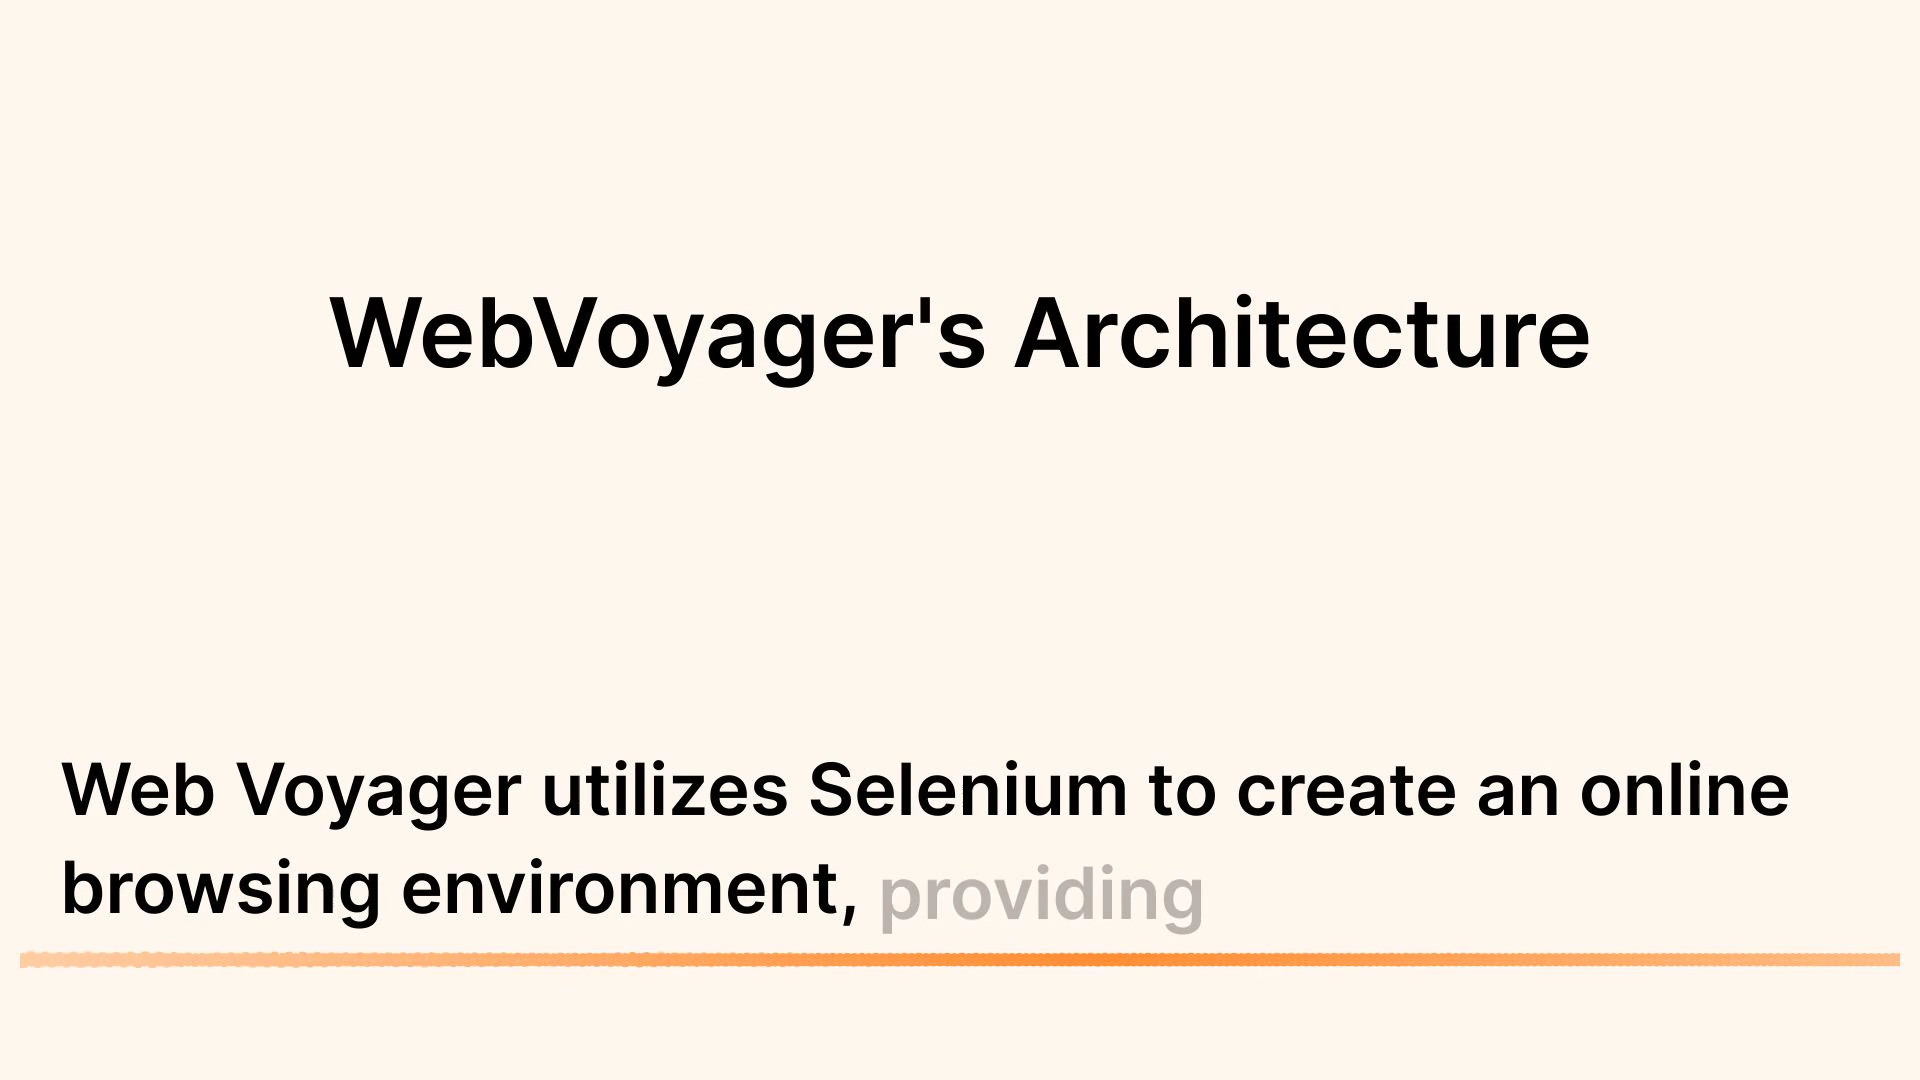 WebVoyager's Architecture
Web Voyager utilizes Selenium to create an online
browsing environment, providing